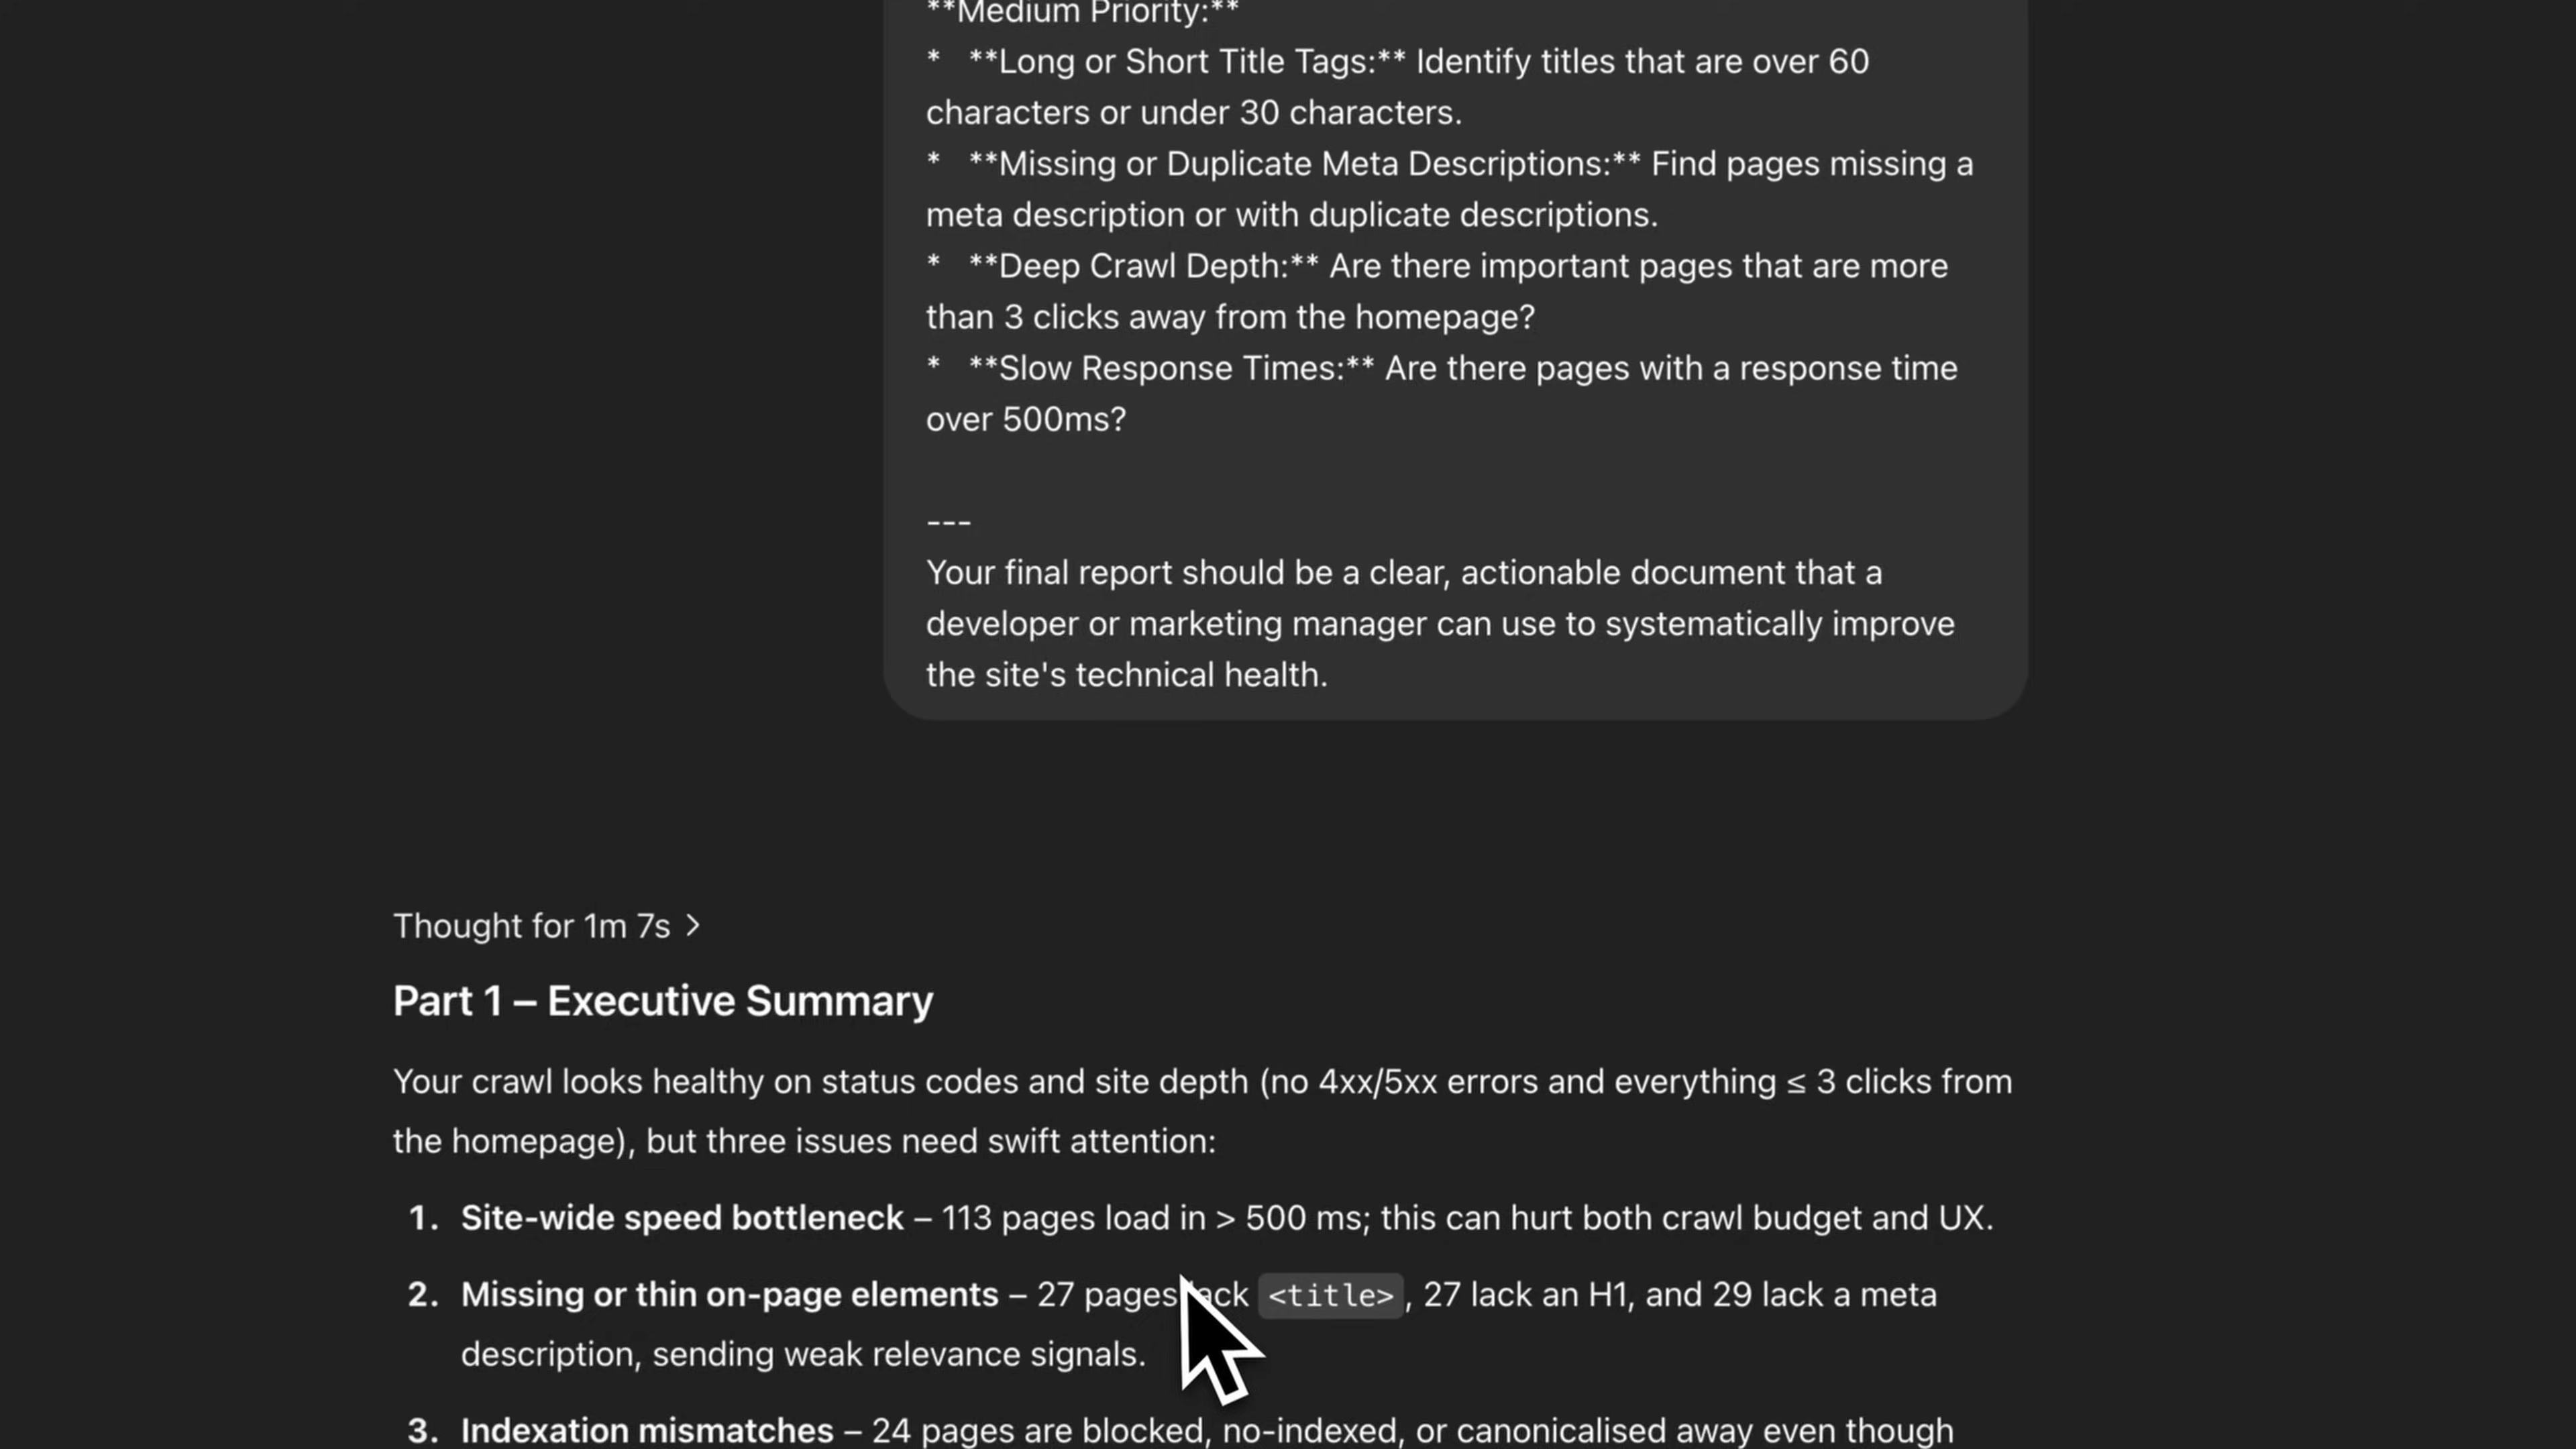 **Medium Priority:**
* **Long or Short Title Tags:** Identify titles that are over 60
characters or under 30 characters.
* **Missing or Duplicate Meta Descriptions:** Find pages missing a
meta description or with duplicate descriptions.
* **Deep Crawl Depth:** Are there important pages that are more
than 3 clicks away from the homepage?
* **Slow Response Times:** Are there pages with a response time
over 500ms?
---
Your final report should be a clear, actionable document that a
developer or marketing manager can use to systematically improve
the site's technical health.
Thought for 1m 7s >
Part 1 – Executive Summary
Your crawl looks healthy on status codes and site depth (no 4xx/5xx errors and everything ≤ 3 clicks from
the homepage), but three issues need swift attention:
1. Site-wide speed bottleneck – 113 pages load in > 500 ms; this can hurt both crawl budget and UX.
2. Missing or thin on-page elements – 27 pages lack <title>, 27 lack an H1, and 29 lack a meta
description, sending weak relevance signals.
3. Indexation mismatches – 24 pages are blocked, no-indexed, or canonicalised away even though